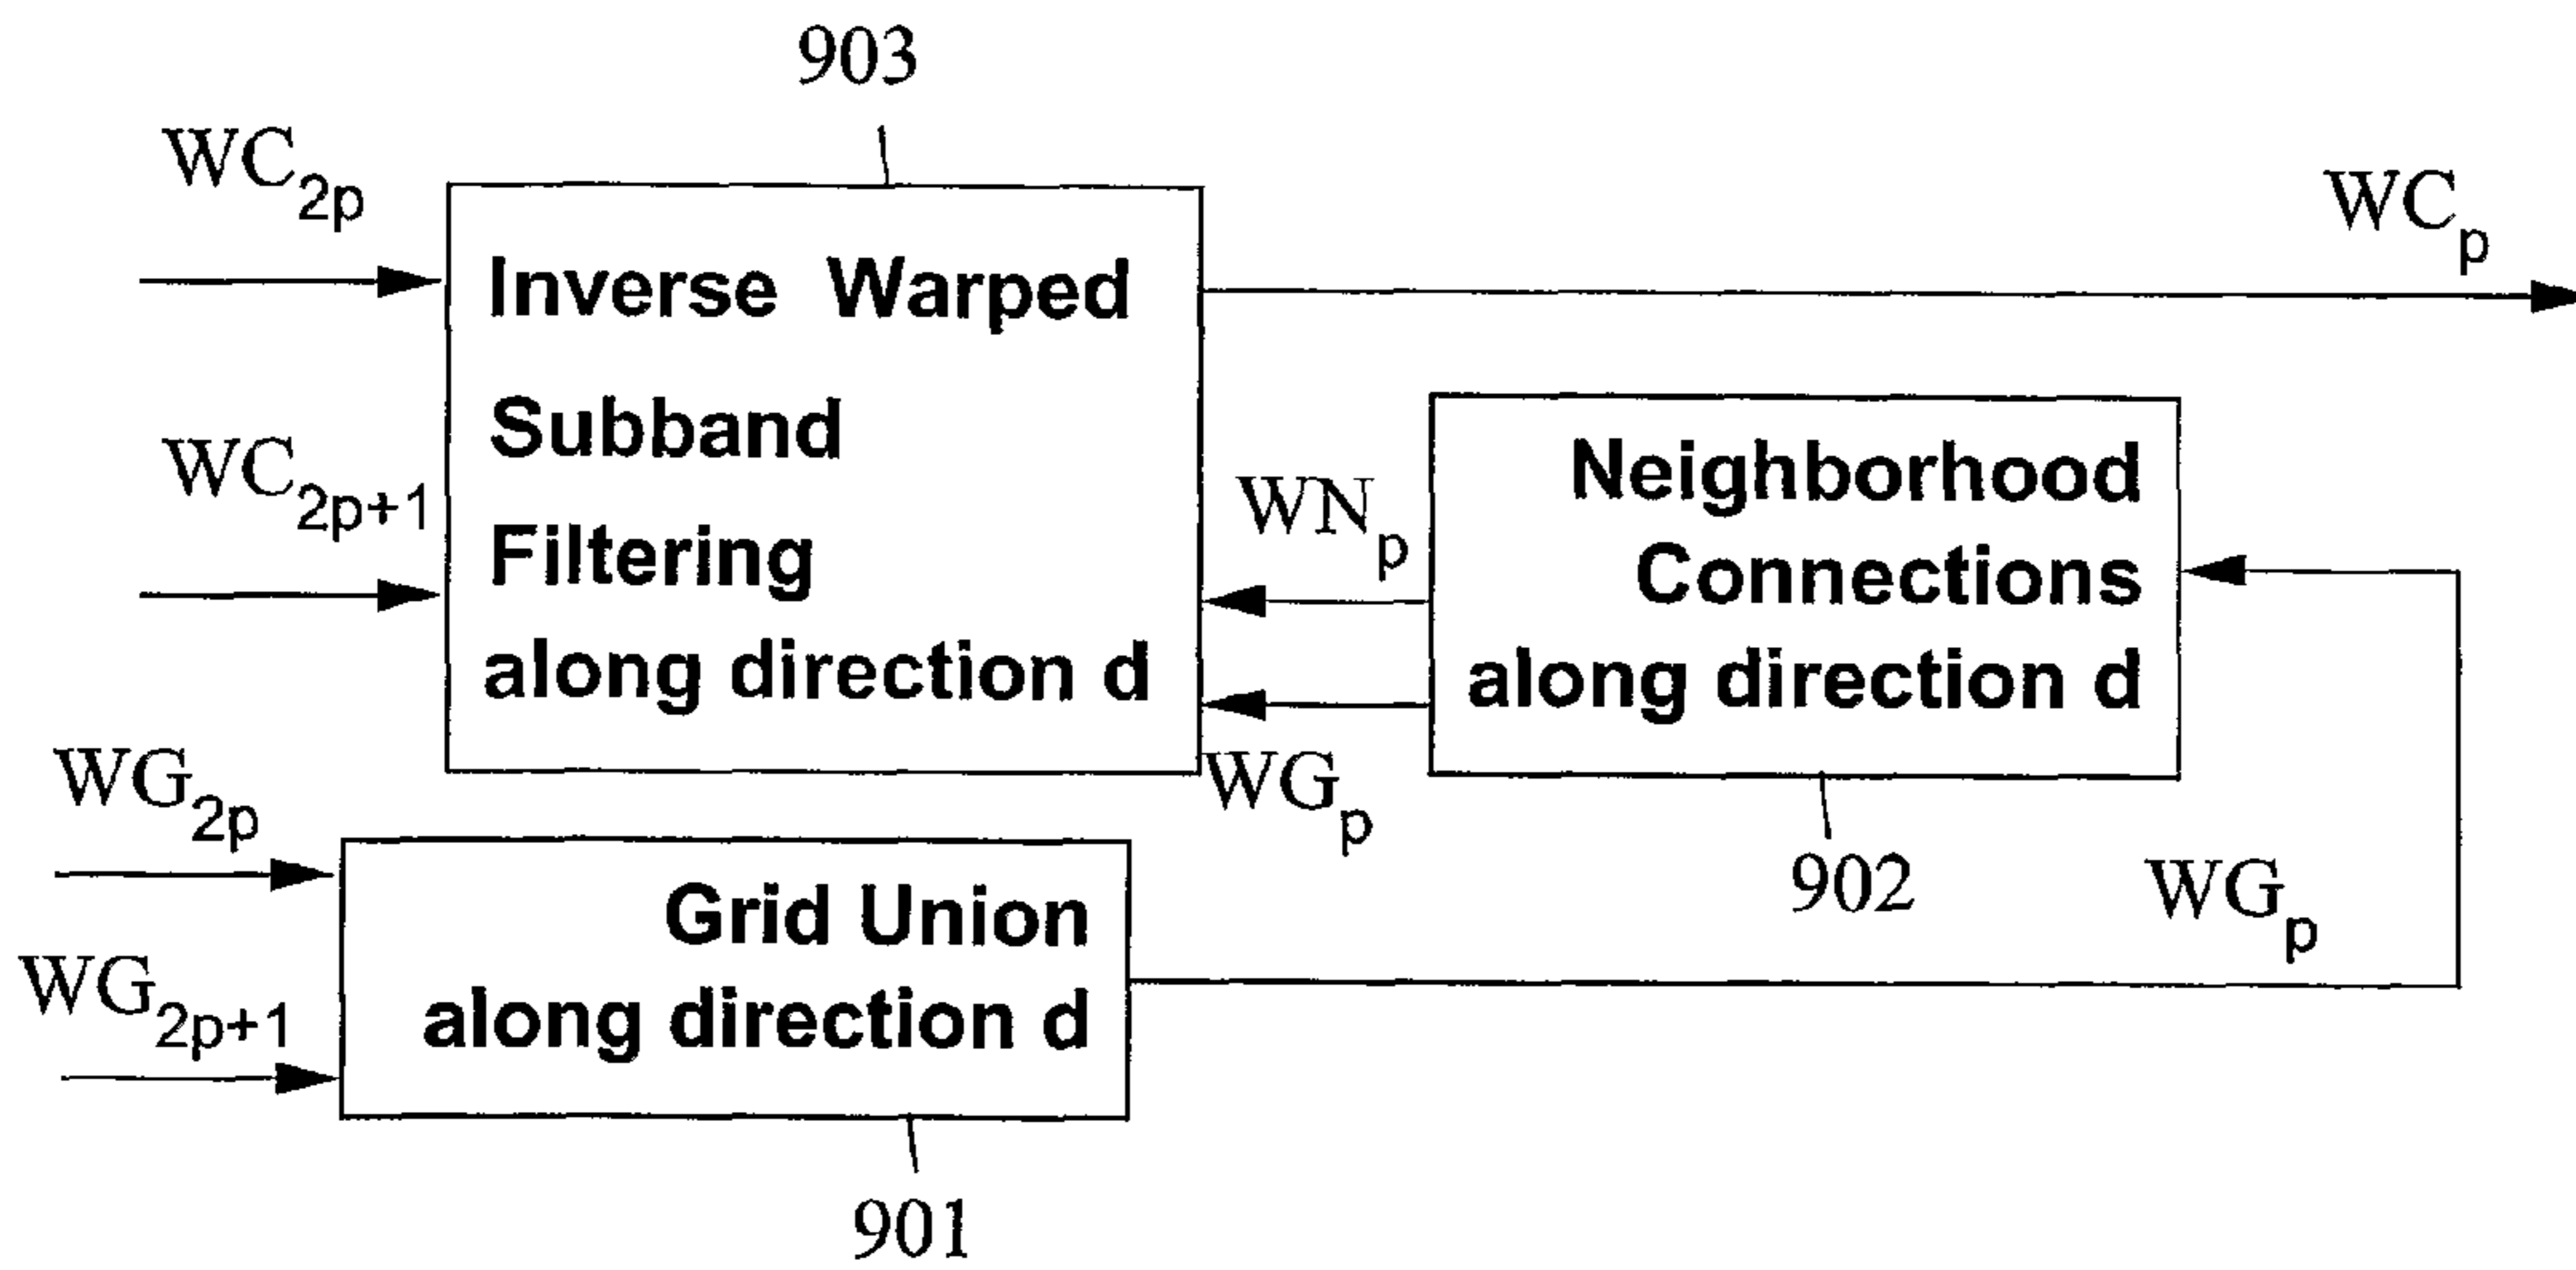 903
WC2p
WCp
Inverse Warped
Subband
Filtering
along direction d
WC2p+1
Neighborhood
Connections
along direction d
WNp
WGp
902
WGp
WG2p
WG2p+1
Grid Union
along direction d
901